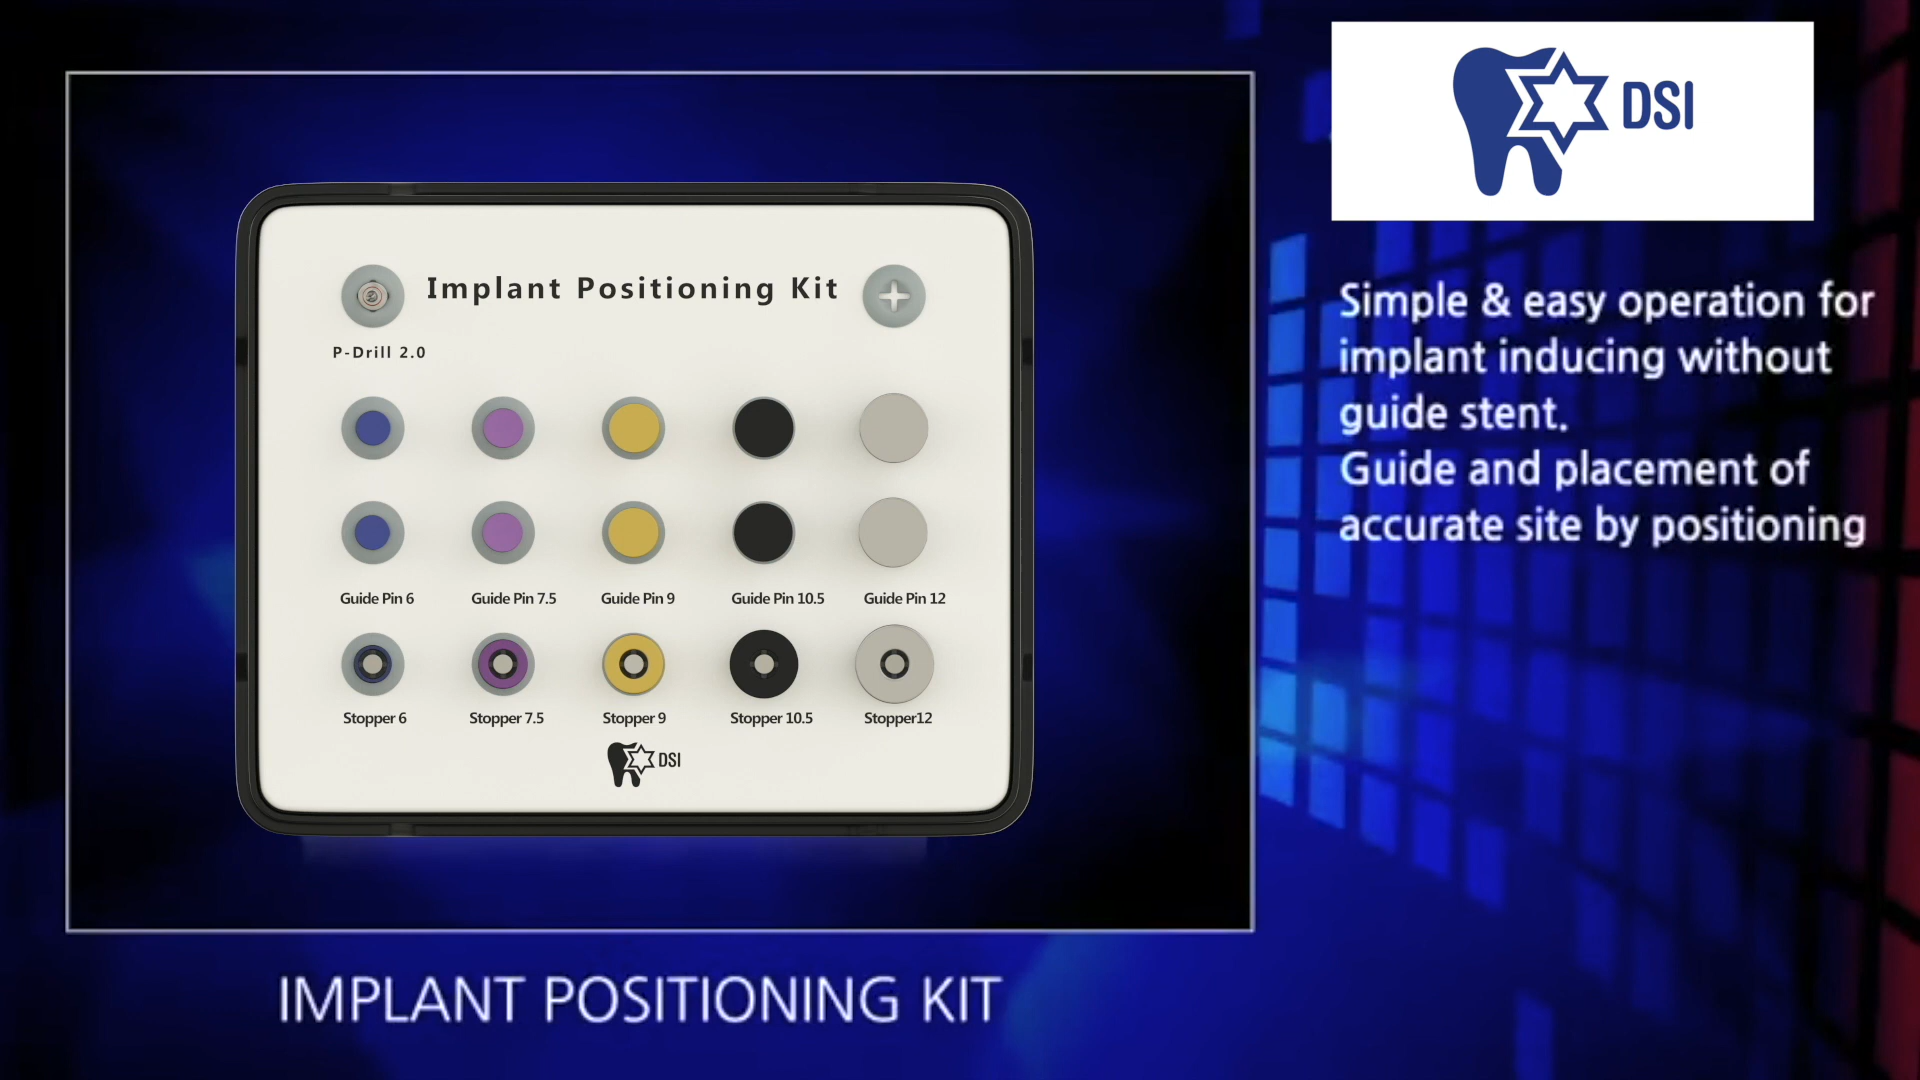 DSI
Implant Positioning Kit
P-Drill 2.0
Guide Pin 6 Guide Pin 7.5 Guide Pin 9 Guide Pin 10.5 Guide Pin 12
Stopper 6 Stopper 7.5 Stopper 9 Stopper 10.5 Stopper12
DSI
Simple & easy operation for
implant inducing without
guide stent.
Guide and placement of
accurate site by positioning
IMPLANT POSITIONING KIT